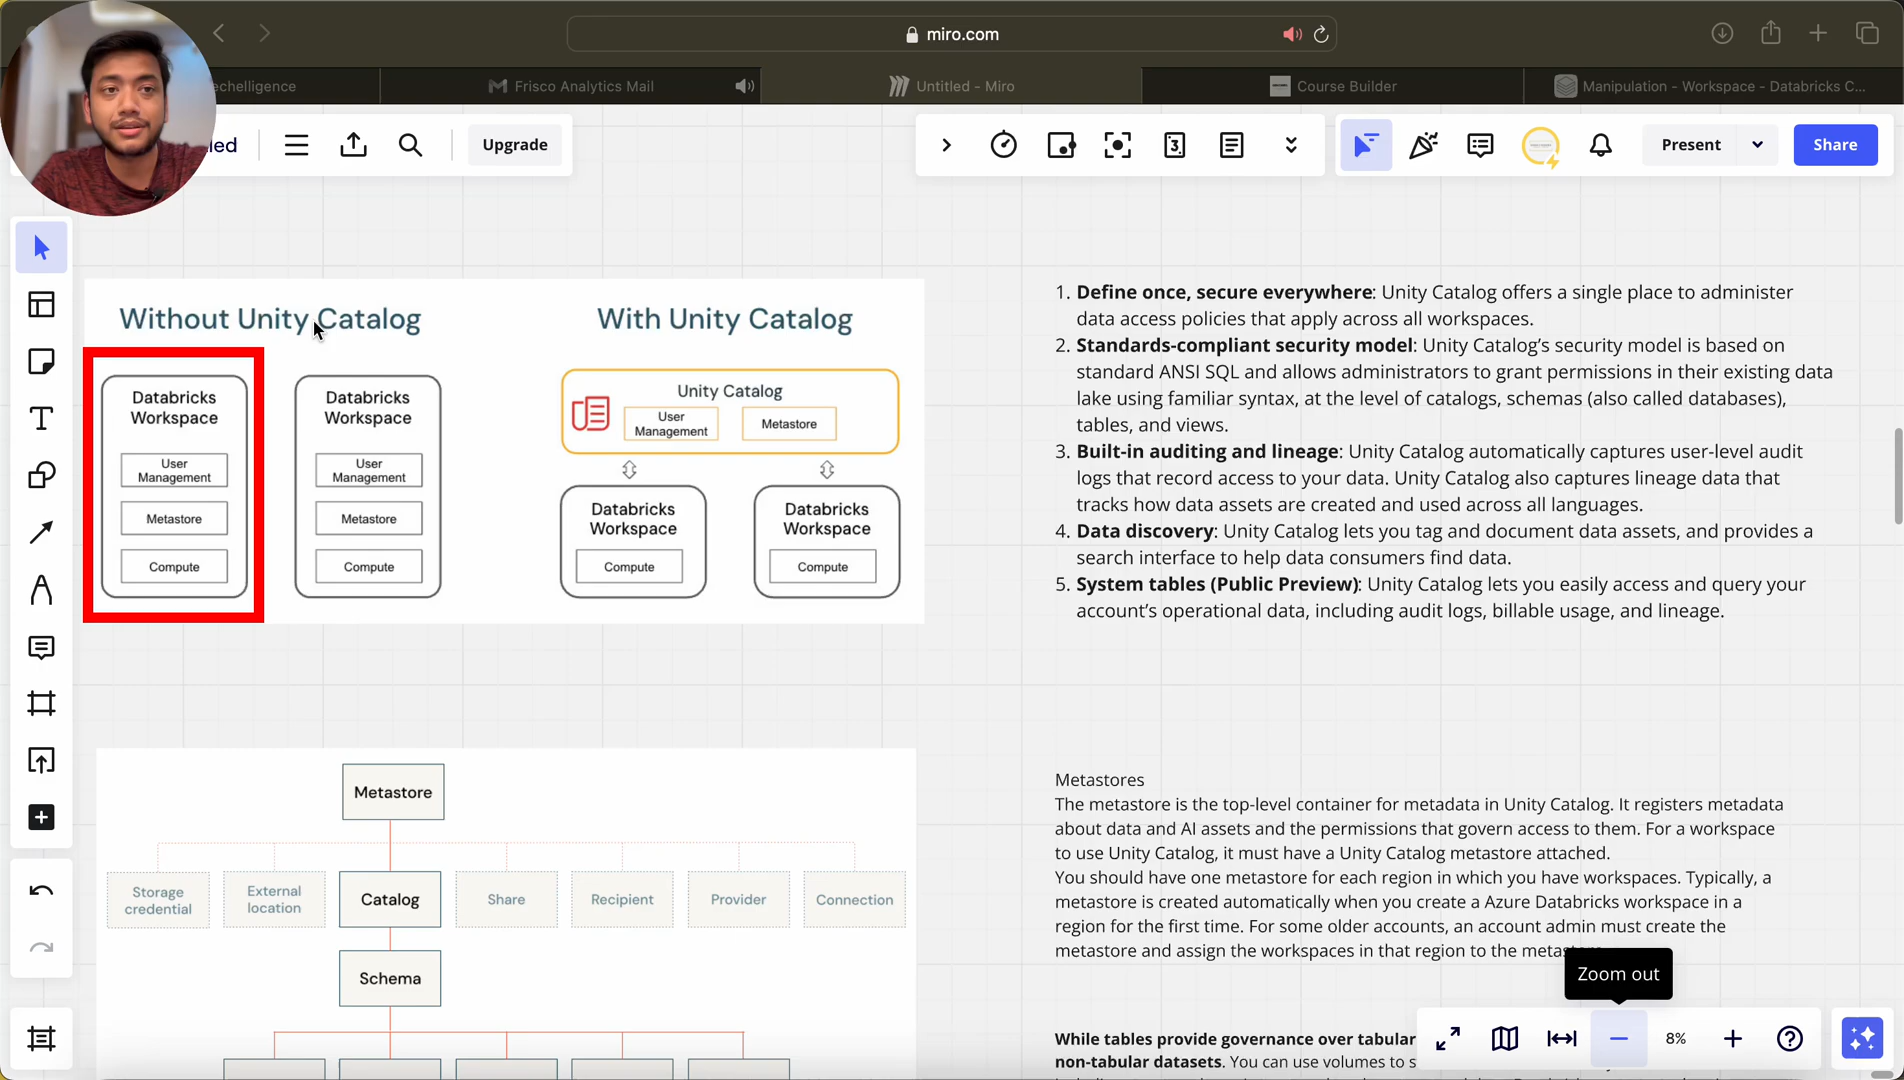 miro.com
echelligence
Frisco Analytics Mail
Untitled - Miro
Course Builder
Manipulation - Workspace - Databricks C...
led
Upgrade
3
Present
Share
Without Unity Catalog
With Unity Catalog
Databricks
Workspace
User
Management
Metastore
Compute
Databricks
Workspace
User
Management
Metastore
Compute
Unity Catalog
User
Management
Metastore
Databricks
Workspace
Compute
Databricks
Workspace
Compute
1. Define once, secure everywhere: Unity Catalog offers a single place to administer
data access policies that apply across all workspaces.
2. Standards-compliant security model: Unity Catalog’s security model is based on
standard ANSI SQL and allows administrators to grant permissions in their existing data
lake using familiar syntax, at the level of catalogs, schemas (also called databases),
tables, and views.
3. Built-in auditing and lineage: Unity Catalog automatically captures user-level audit
logs that record access to your data. Unity Catalog also captures lineage data that
tracks how data assets are created and used across all languages.
4. Data discovery: Unity Catalog lets you tag and document data assets, and provides a
search interface to help data consumers find data.
5. System tables (Public Preview): Unity Catalog lets you easily access and query your
account’s operational data, including audit logs, billable usage, and lineage.
Metastore
Storage
credential
External
location
Catalog
Share
Recipient
Provider
Connection
Schema
Metastores
The metastore is the top-level container for metadata in Unity Catalog. It registers metadata
about data and AI assets and the permissions that govern access to them. For a workspace
to use Unity Catalog, it must have a Unity Catalog metastore attached.
You should have one metastore for each region in which you have workspaces. Typically, a
metastore is created automatically when you create a Azure Databricks workspace in a
region for the first time. For some older accounts, an account admin must create the
metastore and assign the workspaces in that region to the
Zoom out
While tables provide governance over tabular
non-tabular datasets. You can use volumes to
8%